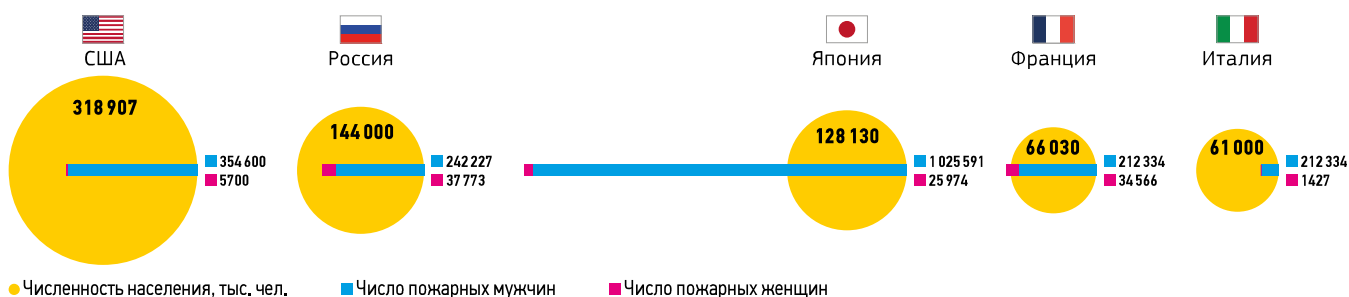 США
Россия
Япония
Франция
Италия
318 907
354 600
5700
144 000
242 227
37 773
128 130
1 025 591
25 974
66 030
212 334
34 566
61 000
212 334
1427
Численность населения, тыс. чел.
Число пожарных мужчин
Число пожарных женщин